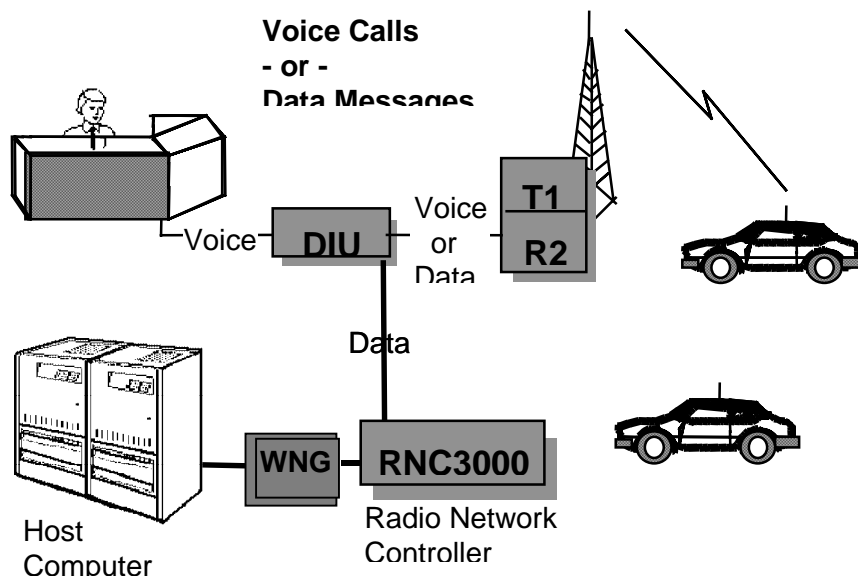 Voice Calls
- or -
Data Messages
T1
R2
Voice
DIU
Voice
or
Data
Data
WNG
RNC3000
Host
Computer
Radio Network
Controller